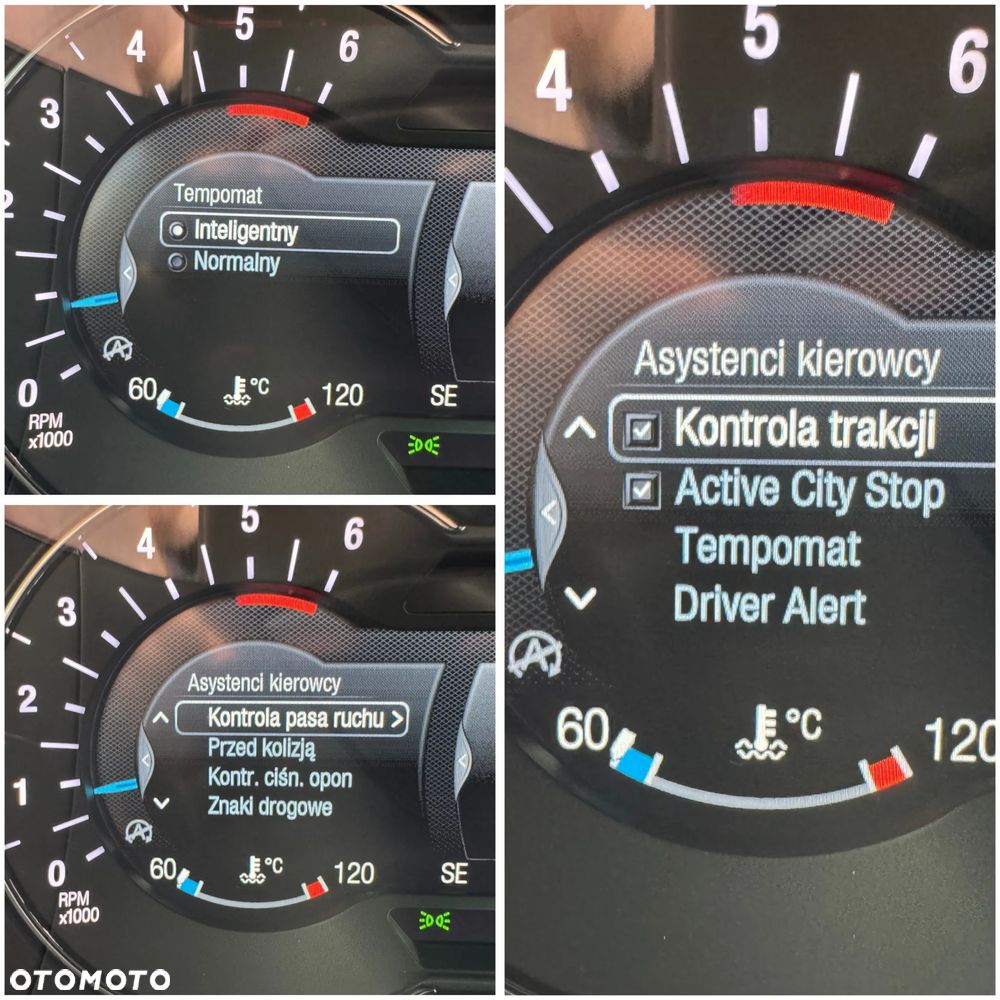 4
5
6
3
2
Tempomat
Inteligentny
Normalny
0
60
°C
120
SE
RPM
x1000
5
6
4
3
2
1
0
Asystenci kierowcy
Kontrola pasa ruchu >
Przed kolizją
Kontr. ciśn. opon
Znaki drogowe
60
°C
120
SE
RPM
x1000
OTOMOTO
4
5
6
Asystenci kierowcy
Kontrola trakcji
Active City Stop
Tempomat
Driver Alert
A
60
°C
120